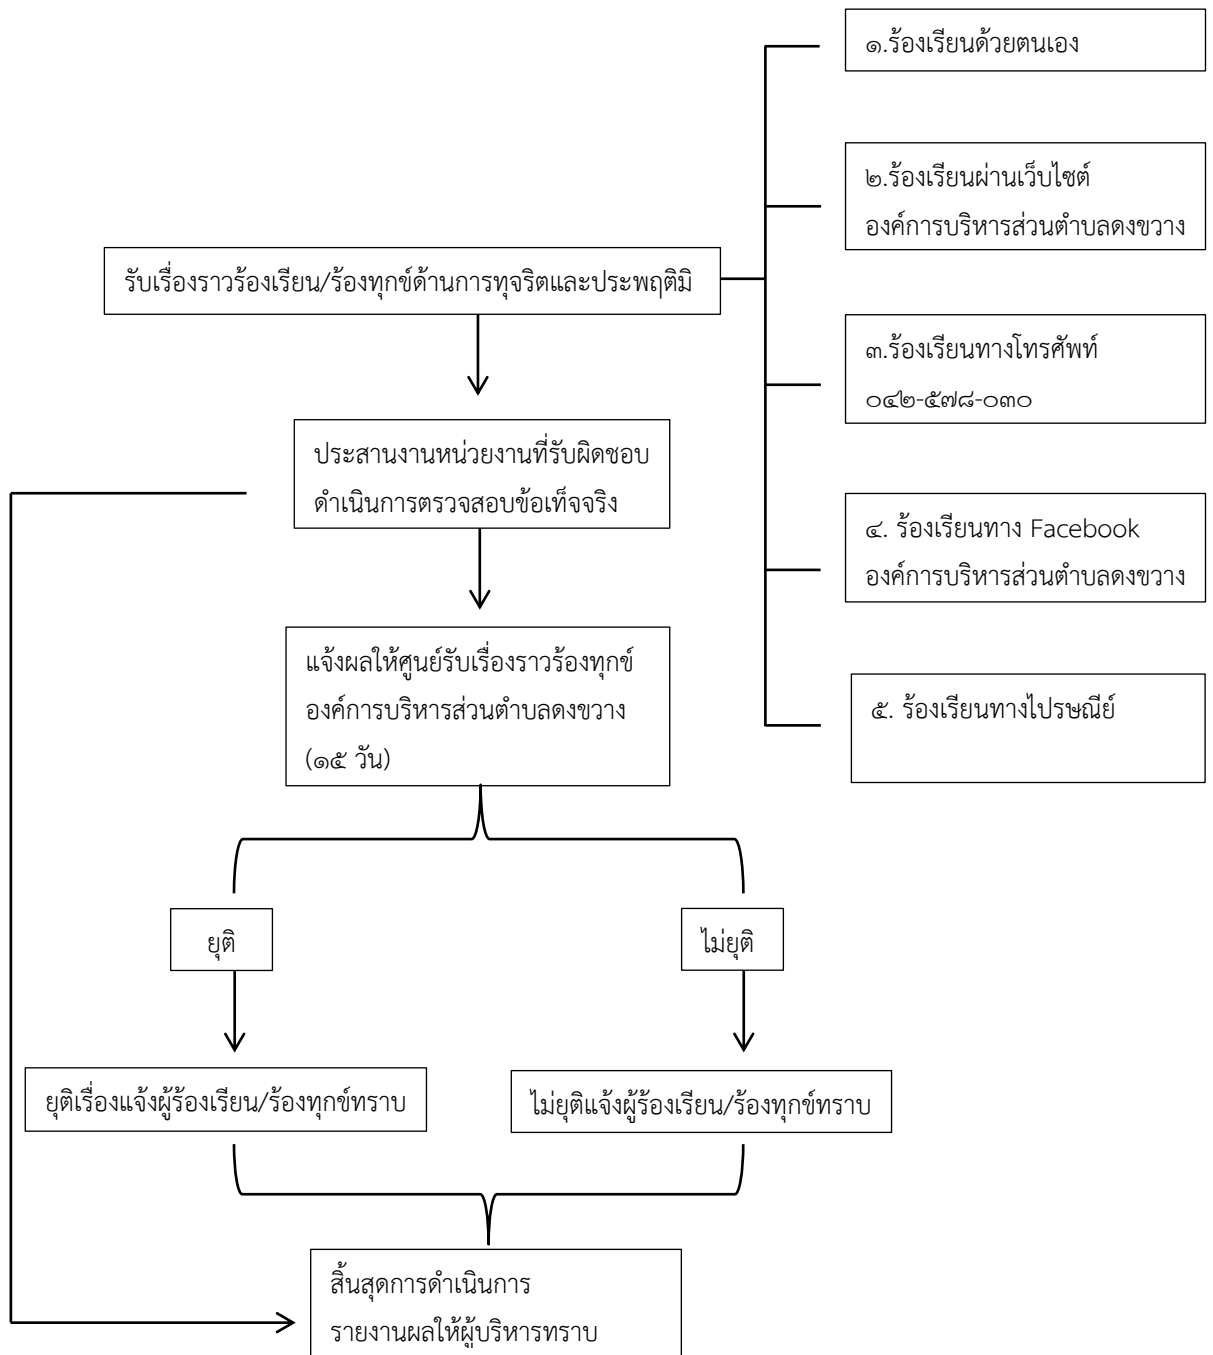 ๑.ร้องเรียนด้วยตนเอง
๒.ร้องเรียนผ่านเว็บไซต์
องค์การบริหารส่วนตำบลดงขวาง
รับเรื่องราวร้องเรียน/ร้องทุกข์ด้านการทุจริตและประพฤติมิ
๓.ร้องเรียนทางโทรศัพท์
๐๔๒-๕๗๘-๐๓๐
ประสานงานหน่วยงานที่รับผิดชอบ
ดำเนินการตรวจสอบข้อเท็จจริง
๔. ร้องเรียนทาง Facebook
องค์การบริหารส่วนตำบลดงขวาง
แจ้งผลให้ศูนย์รับเรื่องราวร้องทุกข์
องค์การบริหารส่วนตำบลดงขวาง
(๑๕ วัน)
๕. ร้องเรียนทางไปรษณีย์
ยุติ
ไม่ยุติ
ยุติเรื่องแจ้งผู้ร้องเรียน/ร้องทุกข์ทราบ
ไม่ยุติแจ้งผู้ร้องเรียน/ร้องทุกข์ทราบ
สิ้นสุดการดำเนินการ
รายงานผลให้ผู้บริหารทราบ